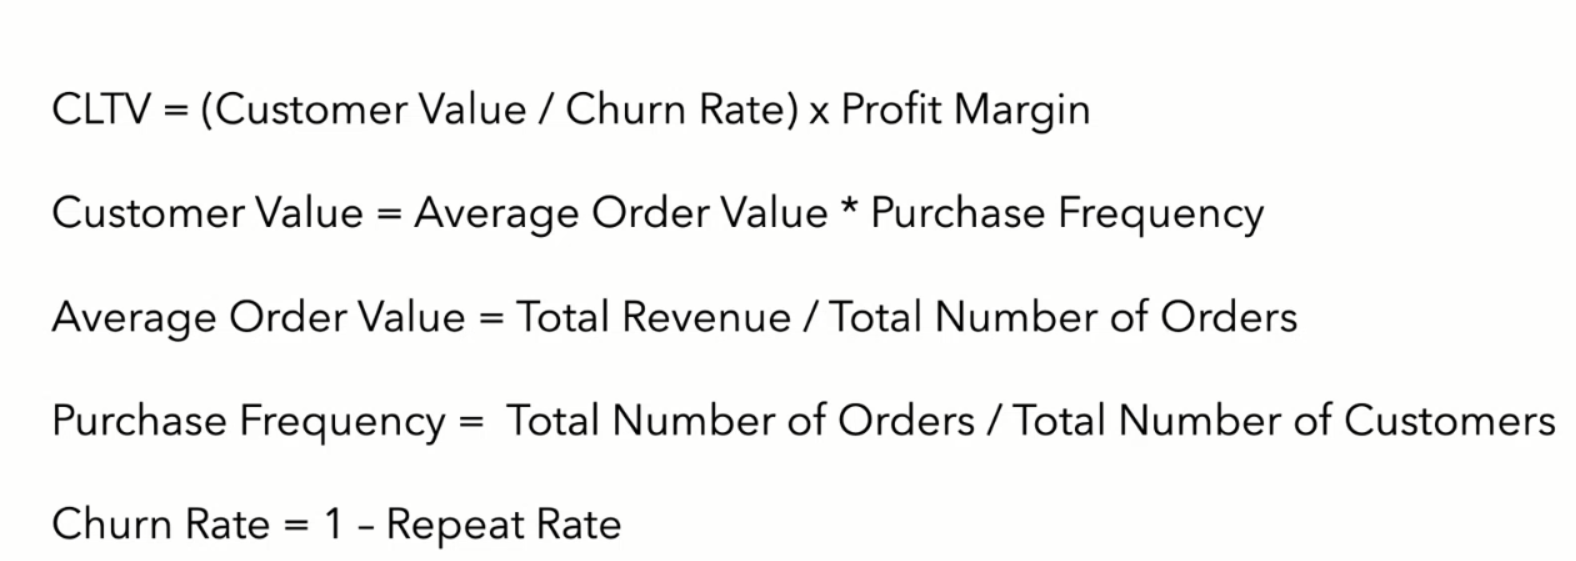 CLTV = (Customer Value / Churn Rate) x Profit Margin
Customer Value = Average Order Value * Purchase Frequency
Average Order Value = Total Revenue / Total Number of Orders
Purchase Frequency =  Total Number of Orders / Total Number of Customers
Churn Rate = 1 – Repeat Rate